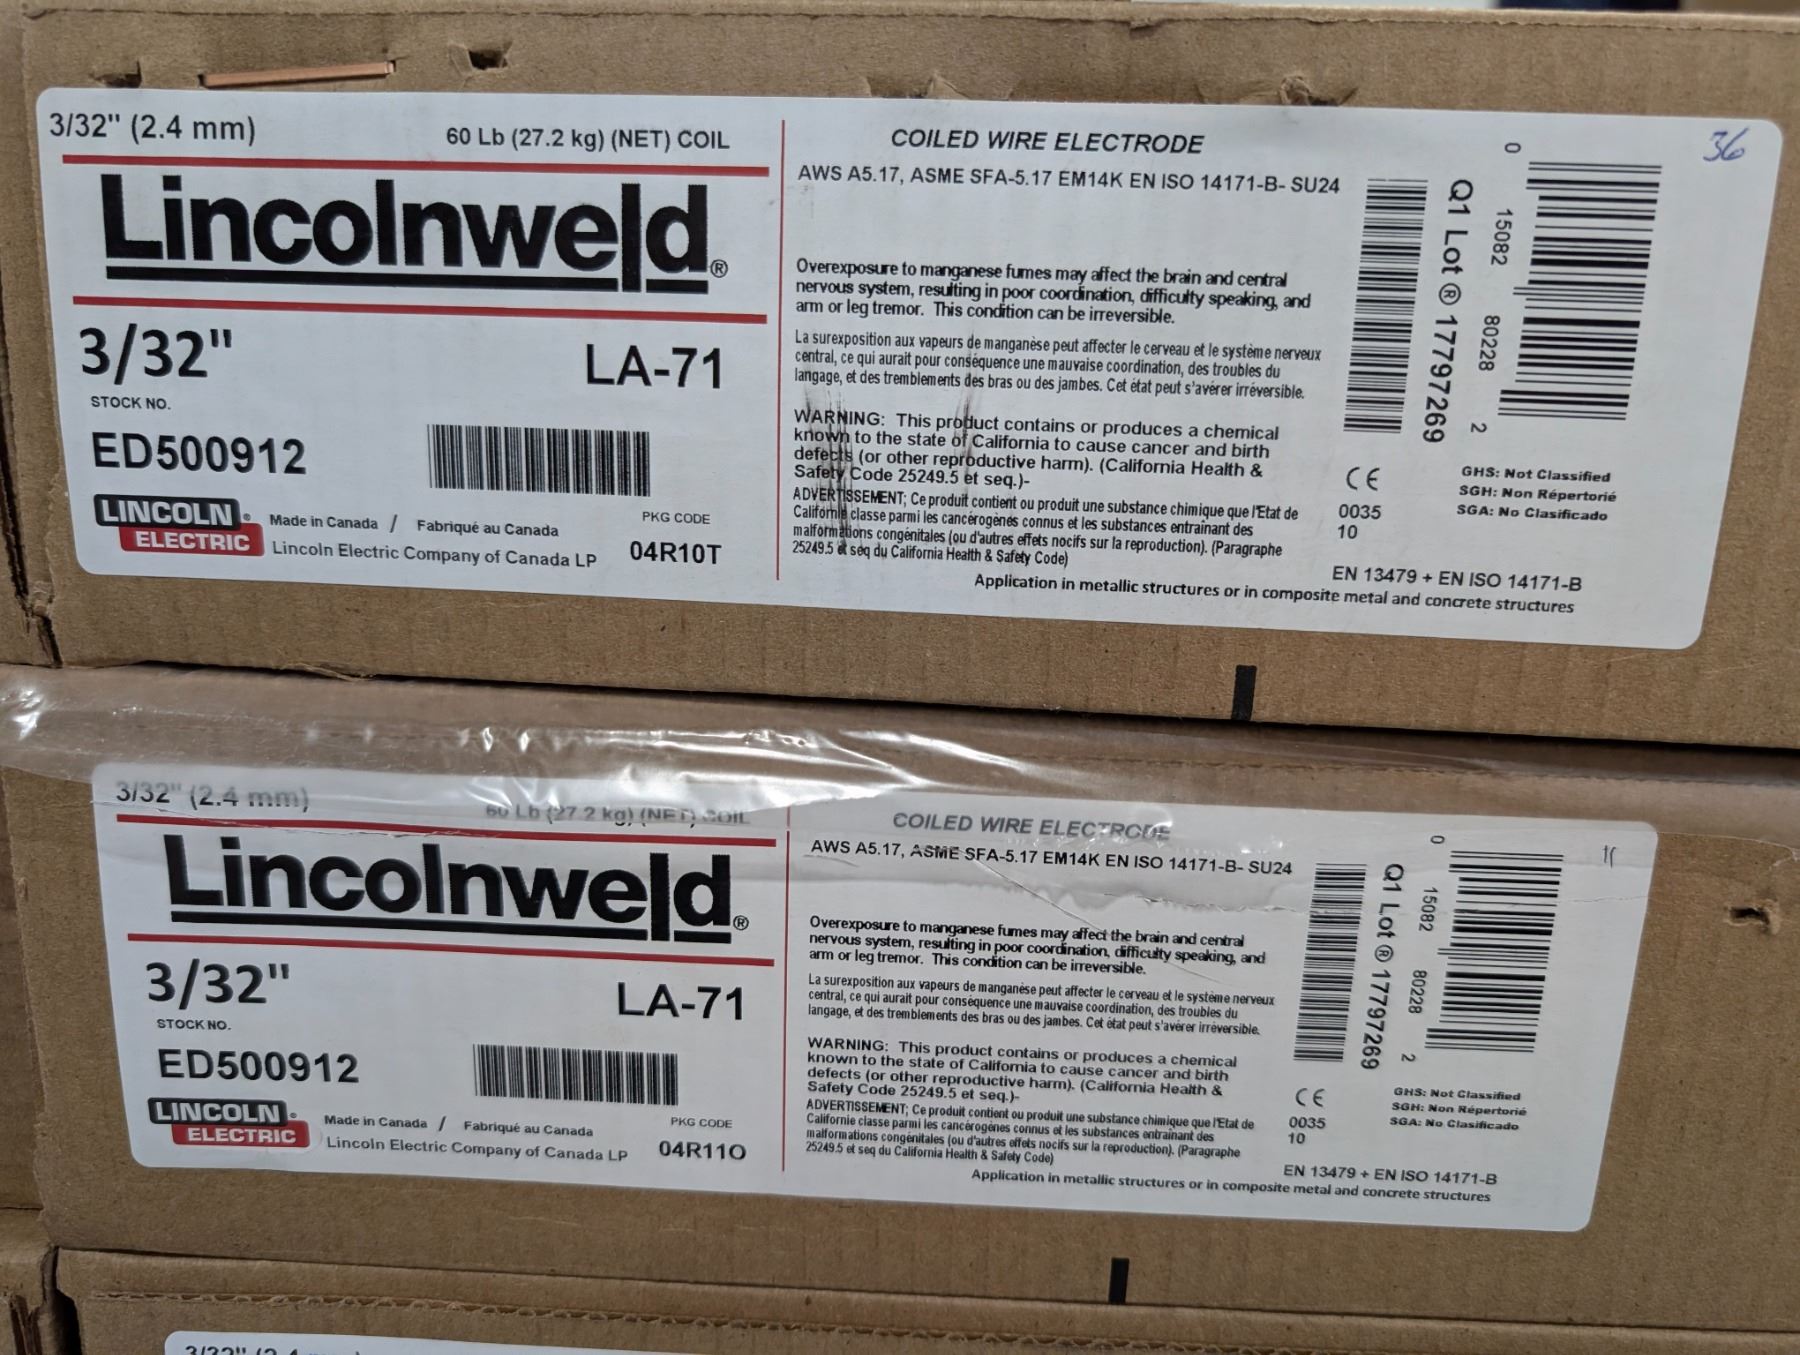 3/32" (2.4 mm)
60 Lb (27.2 kg) (NET) COIL
Lincolnweld®
3/32"
LA-71
STOCK NO.
ED500912
LINCOLN ®
ELECTRIC
Made in Canada / Fabriqué au Canada
Lincoln Electric Company of Canada LP
PKG CODE
04R10T
COILED WIRE ELECTRODE
AWS A5.17, ASME SFA-5.17 EM14K EN ISO 14171-B- SU24
Overexposure to manganese fumes may affect the brain and central
nervous system, resulting in poor coordination, difficulty speaking, and
arm or leg tremor. This condition can be irreversible.
La surexposition aux vapeurs de manganèse peut affecter le cerveau et le système nerveux
central, ce qui aurait pour conséquence une mauvaise coordination, des troubles du
langage, et des tremblements des bras ou des jambes. Cet état peut s'avérer irréversible.
WARNING: This product contains or produces a chemical
known to the state of California to cause cancer and birth
defects (or other reproductive harm). (California Health &
Safety Code 25249.5 et seq.)-
ADVERTISSEMENT; Ce produit contient ou produit une substance chimique que l'Etat de
Californie classe parmi les cancérogènes connus et les substances entraînant des
malformations congénitales (ou d'autres effets nocifs sur la reproduction). (Paragraphe
25249.5 et seq du California Health & Safety Code)
Q1 Lot ® 17797269
0 15082 80228 2
36
CE
0035
10
GHS: Not Classified
SGH: Non Répertorié
SGA: No Clasificado
EN 13479 + EN ISO 14171-B
Application in metallic structures or in composite metal and concrete structures
3/32" (2.4 mm)
60 Lb (27.2 kg) (NET) COIL
Lincolnweld®
3/32"
LA-71
STOCK NO.
ED500912
LINCOLN ®
ELECTRIC
Made in Canada / Fabriqué au Canada
Lincoln Electric Company of Canada LP
PKG CODE
04R11O
COILED WIRE ELECTRODE
AWS A5.17, ASME SFA-5.17 EM14K EN ISO 14171-B- SU24
Overexposure to manganese fumes may affect the brain and central
nervous system, resulting in poor coordination, difficulty speaking, and
arm or leg tremor. This condition can be irreversible.
La surexposition aux vapeurs de manganèse peut affecter le cerveau et le système nerveux
central, ce qui aurait pour conséquence une mauvaise coordination, des troubles du
langage, et des tremblements des bras ou des jambes. Cet état peut s'avérer irréversible.
WARNING: This product contains or produces a chemical
known to the state of California to cause cancer and birth
defects (or other reproductive harm). (California Health &
Safety Code 25249.5 et seq.)-
ADVERTISSEMENT; Ce produit contient ou produit une substance chimique que l'Etat de
Californie classe parmi les cancérogènes connus et les substances entraînant des
malformations congénitales (ou d'autres effets nocifs sur la reproduction). (Paragraphe
25249.5 et seq du California Health & Safety Code)
Q1 Lot ® 17797269
0 15082 80228 2
CE
0035
10
GHS: Not Classified
SGH: Non Répertorié
SGA: No Clasificado
EN 13479 + EN ISO 14171-B
Application in metallic structures or in composite metal and concrete structures